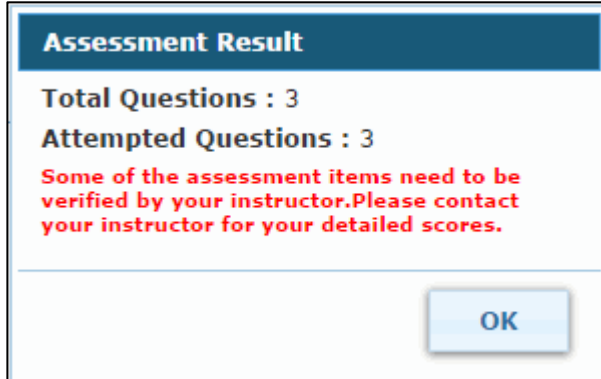 Assessment Result
Total Questions : 3
Attempted Questions : 3
Some of the assessment items need to be
verified by your instructor.Please contact
your instructor for your detailed scores.
OK